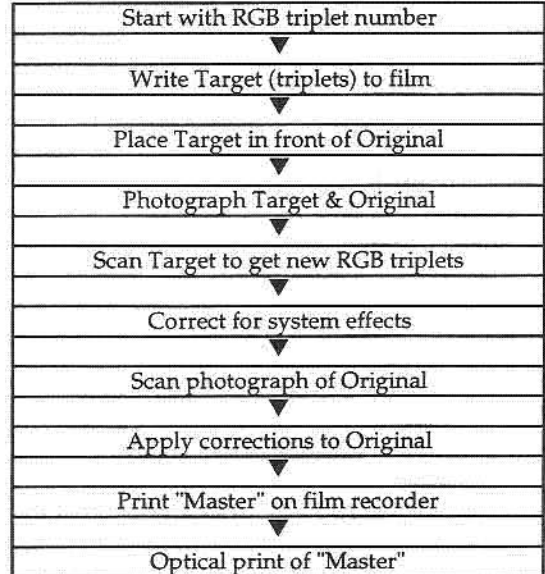 Start with RGB triplet number
Write Target (triplets) to film
Place Target in front of Original
Photograph Target & Original
Scan Target to get new RGB triplets
Correct for system effects
Scan photograph of Original
Apply corrections to Original
Print "Master" on film recorder
Optical print of "Master"